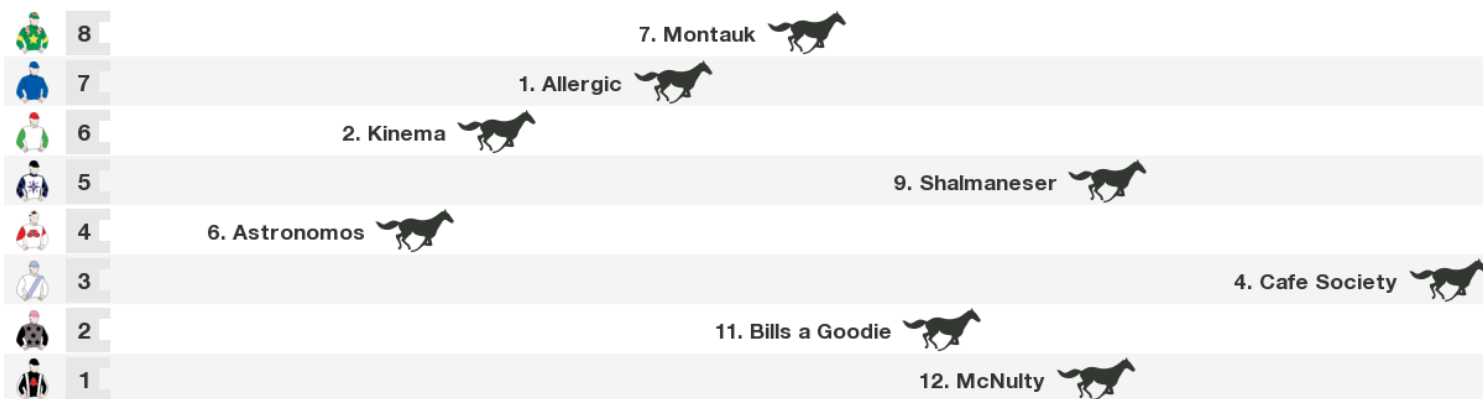 8 7. Montauk
7 1. Allergic
6 2. Kinema
5 9. Shalmaneser
4 6. Astronomos
3 4. Cafe Society
2 11. Bills a Goodie
1 12. McNulty